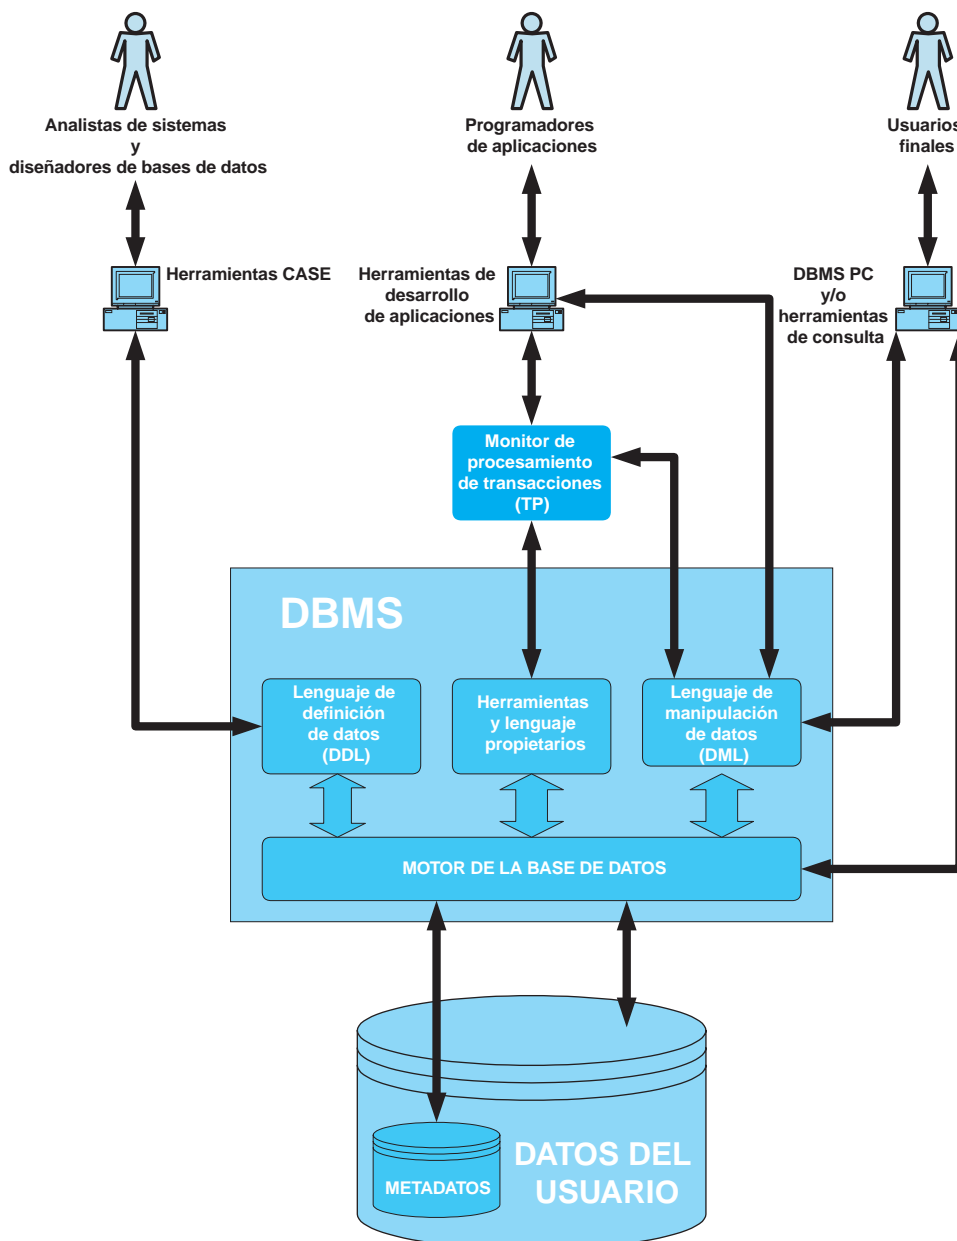 Analistas de sistemas
y
diseñadores de bases de datos
Programadores
de aplicaciones
Usuarios
finales
Herramientas CASE
Herramientas de
desarrollo
de aplicaciones
DBMS PC
y/o
herramientas
de consulta
Monitor de
procesamiento
de transacciones
(TP)
DBMS
Lenguaje de
definición
de datos
(DDL)
Herramientas
y lenguaje
propietarios
Lenguaje de
manipulación
de datos
(DML)
MOTOR DE LA BASE DE DATOS
METADATOS
DATOS DEL
USUARIO